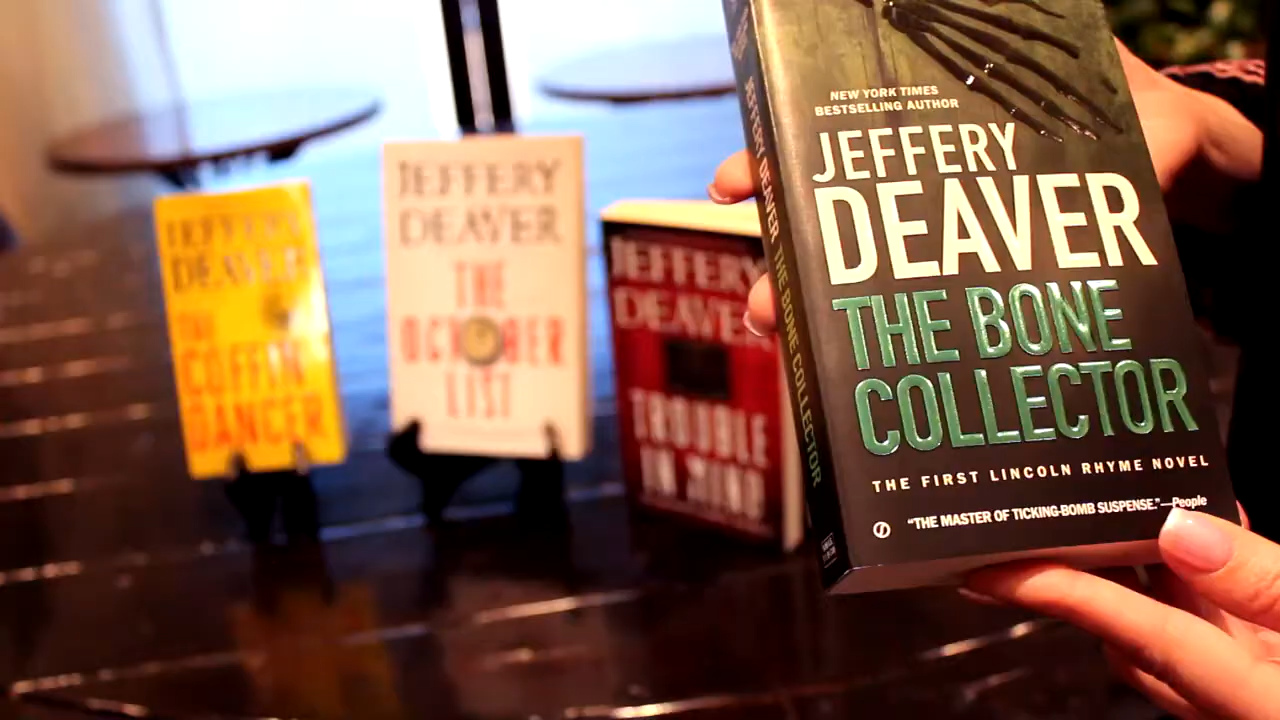 JEFFERY
DEAVER
THE
COFFIN
DANCER
JEFFERY
DEAVER
THE
OCTOBER
LIST
JEFFERY
DEAVER
TROUBLE
IN MIND
JEFFERY DEAVER THE BONE COLLECTOR
NEW YORK TIMES
BESTSELLING AUTHOR
JEFFERY
DEAVER
THE BONE
COLLECTOR
THE FIRST LINCOLN RHYME NOVEL
"THE MASTER OF TICKING-BOMB SUSPENSE."—People